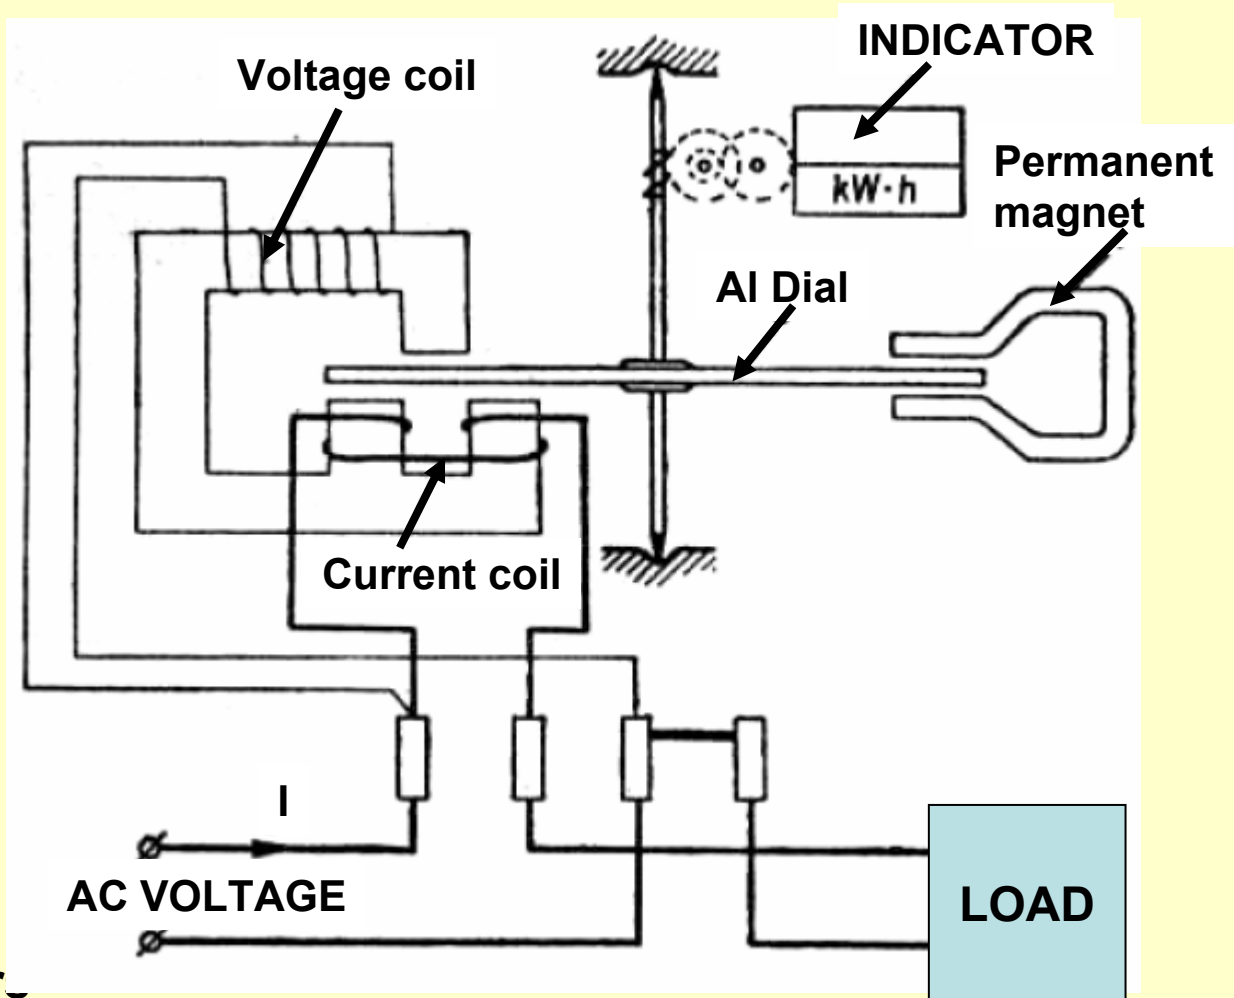 INDICATOR
Voltage coil
Permanent
magnet
kW·h
Al Dial
Current coil
I
AC VOLTAGE
LOAD